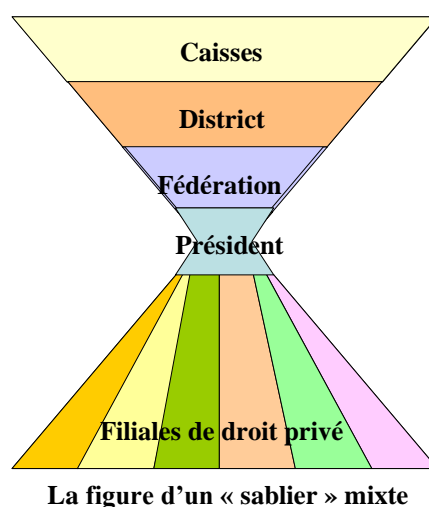 Caisses
District
Fédération
Président
Filiales de droit privé
La figure d'un « sablier » mixte